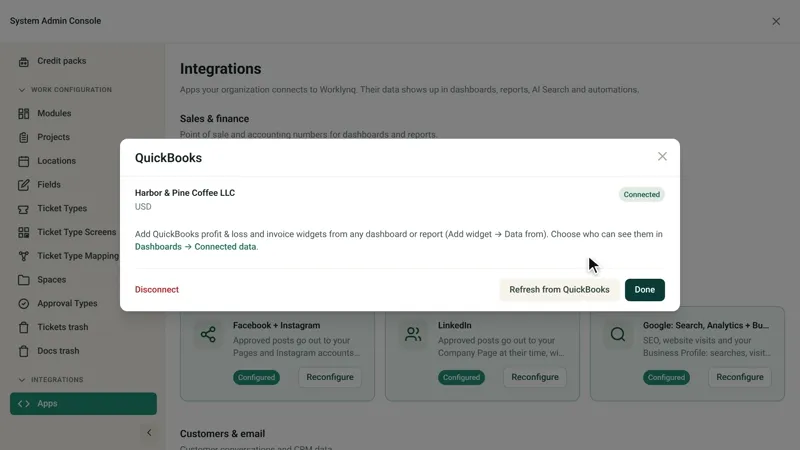 System Admin Console
Credit packs
WORK CONFIGURATION
Modules
Projects
Locations
Fields
Ticket Types
Ticket Type Screens
Ticket Type Mapping
Spaces
Approval Types
Tickets trash
Docs trash
INTEGRATIONS
Apps
Integrations
Apps your organization connects to Worklynq. Their data shows up in dashboards, reports, AI Search and automations.
Sales & finance
Point of sale and accounting numbers for dashboards and reports.
QuickBooks
Harbor & Pine Coffee LLC
Connected
USD
Add QuickBooks profit & loss and invoice widgets from any dashboard or report (Add widget → Data from). Choose who can see them in
Dashboards → Connected data.
Disconnect
Refresh from QuickBooks
Done
Facebook + Instagram
Approved posts go out to your
Pages and Instagram accounts...
Configured
Reconfigure
LinkedIn
Approved posts go out to your
Company Page at their time, wi...
Configured
Reconfigure
Google: Search, Analytics + Bu...
SEO, website visits and your
Business Profile: searches, visit...
Configured
Reconfigure
Customers & email
Customer conversations and CRM data